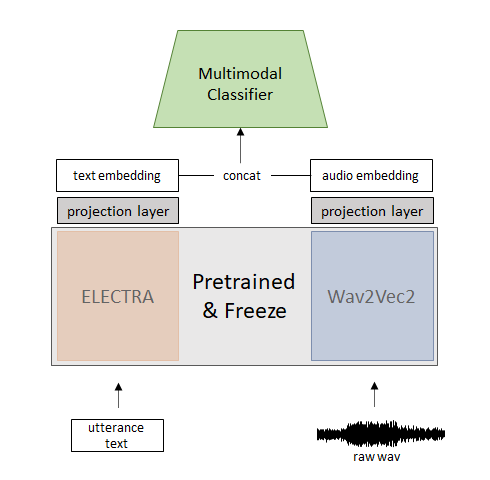 Multimodal
Classifier
text embedding
concat
audio embedding
projection layer
projection layer
ELECTRA
Pretrained
& Freeze
Wav2Vec2
utterance
text
raw wav